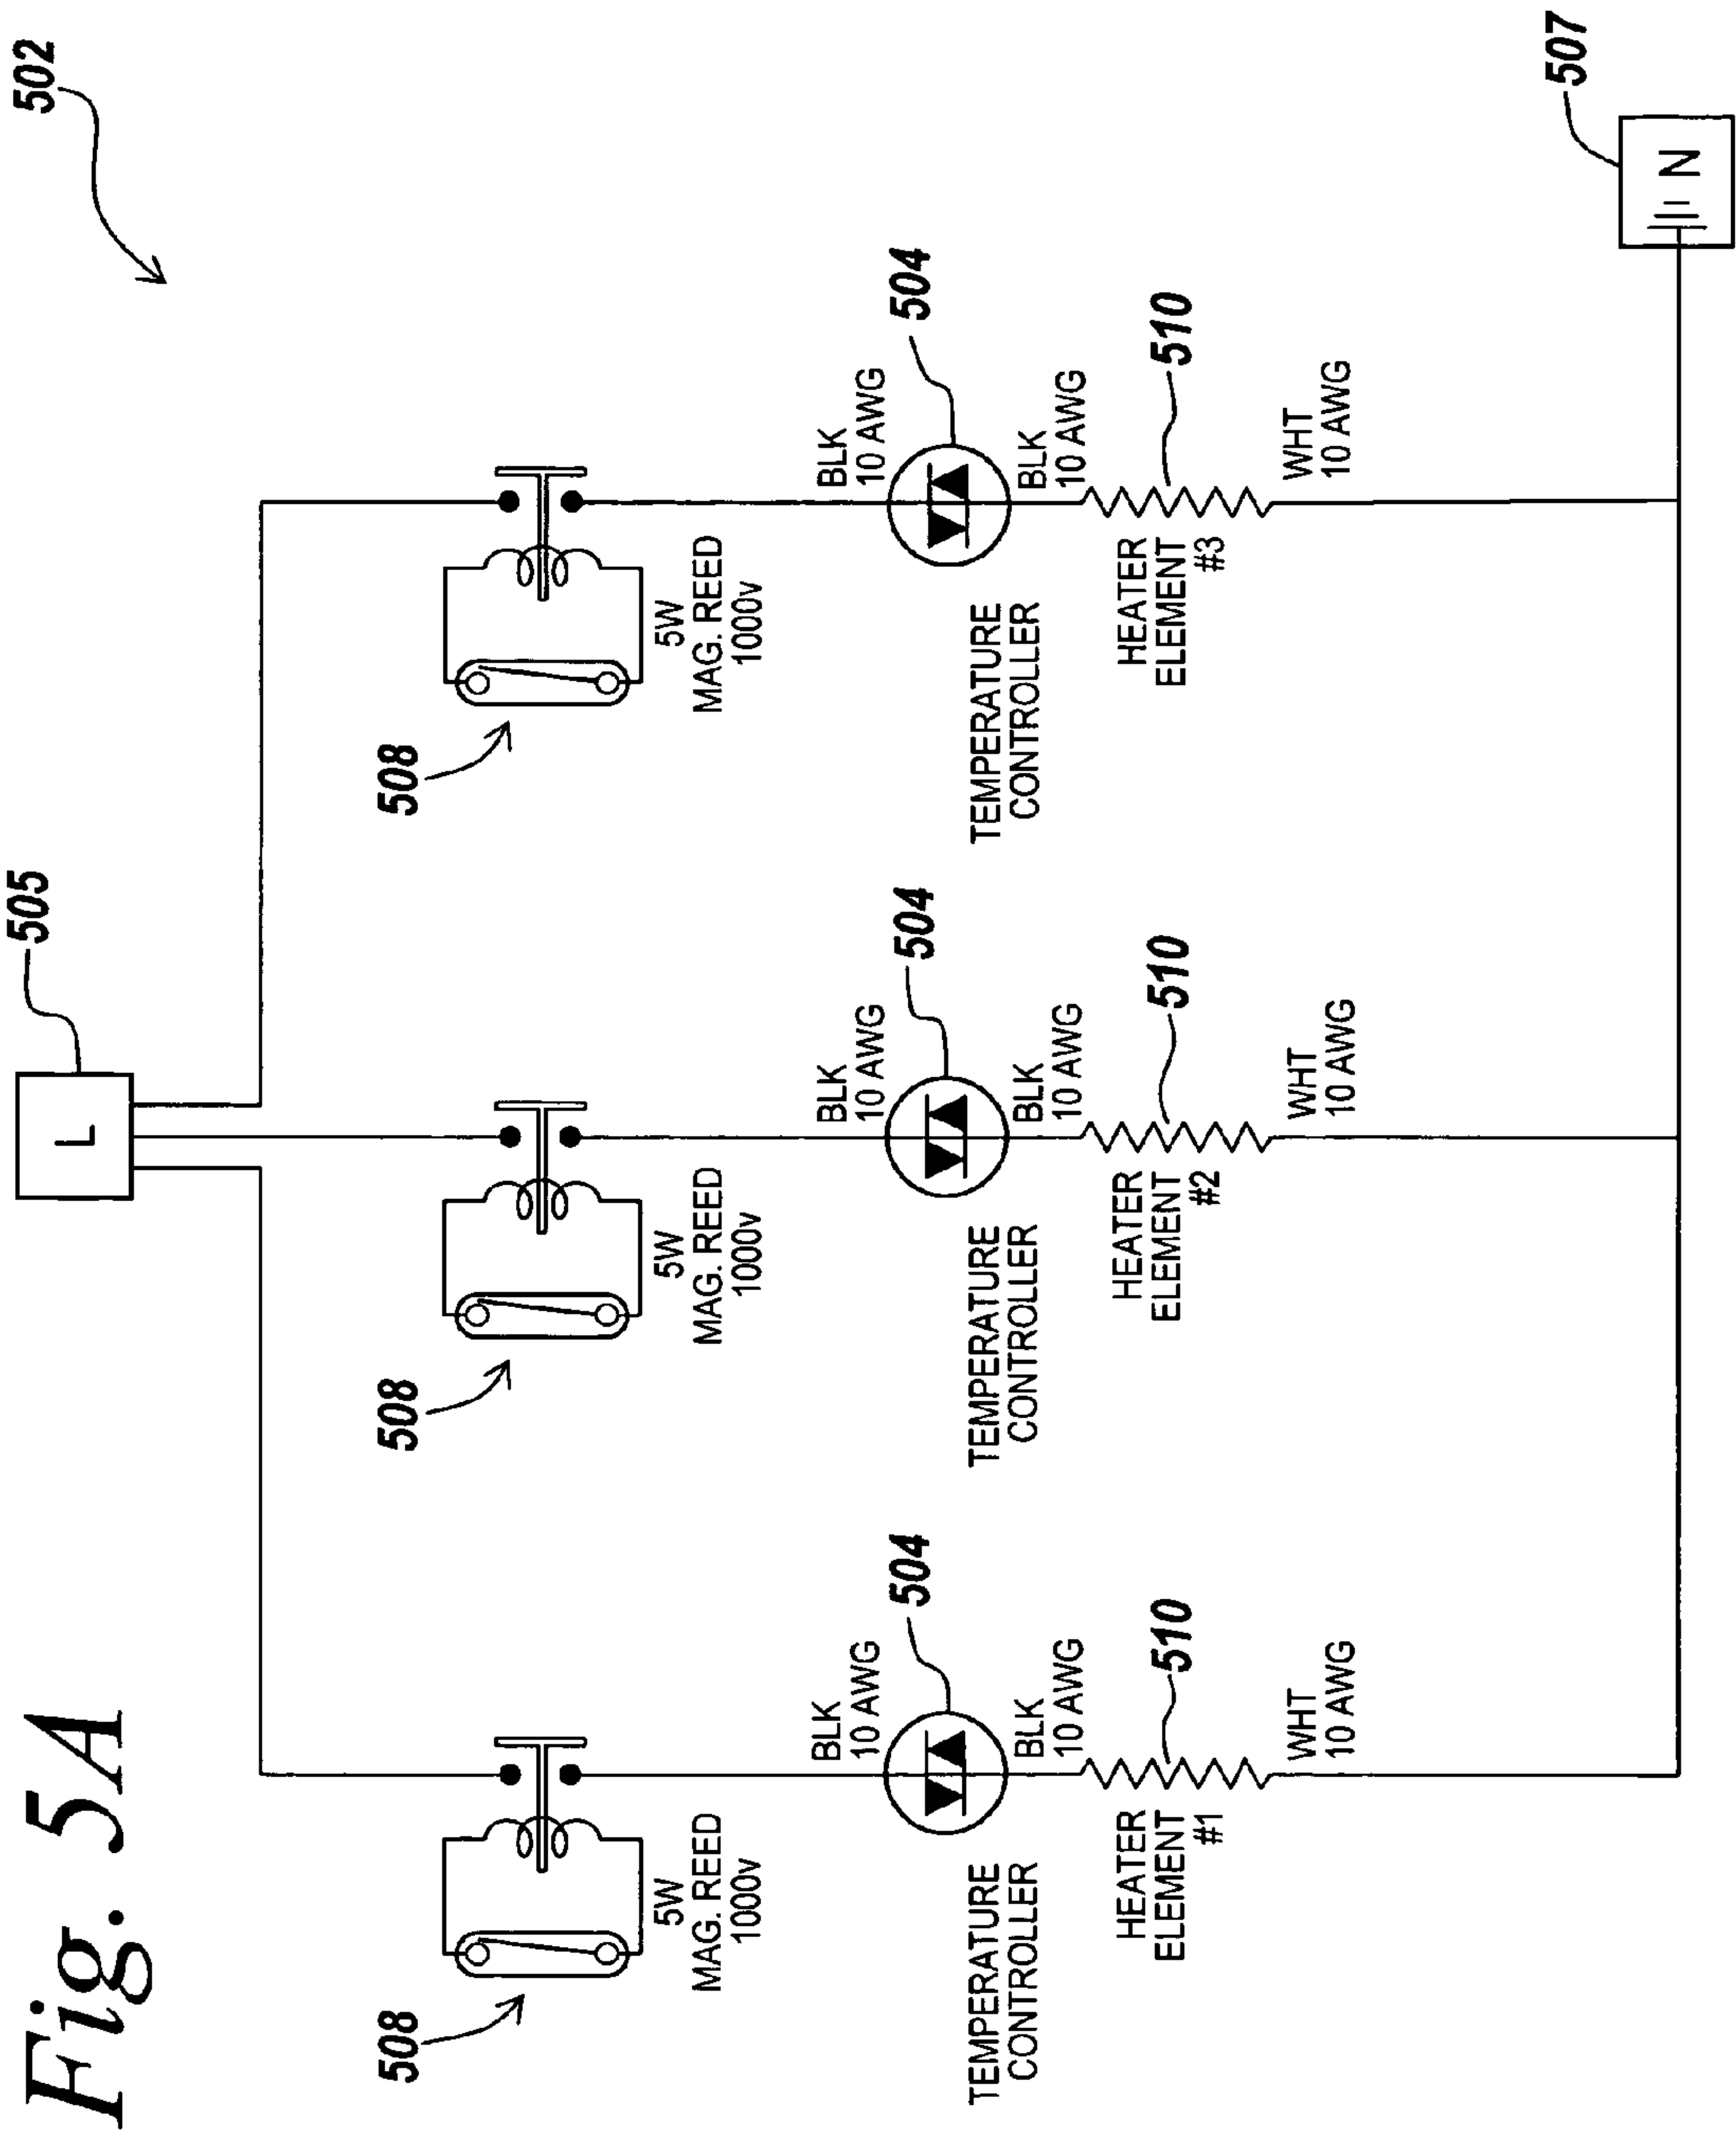 Fig. 5A
505
502
L
508
508
508
5W
MAG. REED
1000v
5W
MAG. REED
1000v
5W
MAG. REED
1000v
BLK
10 AWG
504
BLK
10 AWG
504
BLK
10 AWG
504
TEMPERATURE
CONTROLLER
TEMPERATURE
CONTROLLER
TEMPERATURE
CONTROLLER
BLK
10 AWG
BLK
10 AWG
BLK
10 AWG
HEATER
ELEMENT
#1
510
HEATER
ELEMENT
#2
510
HEATER
ELEMENT
#3
510
WHT
10 AWG
WHT
10 AWG
WHT
10 AWG
507
N